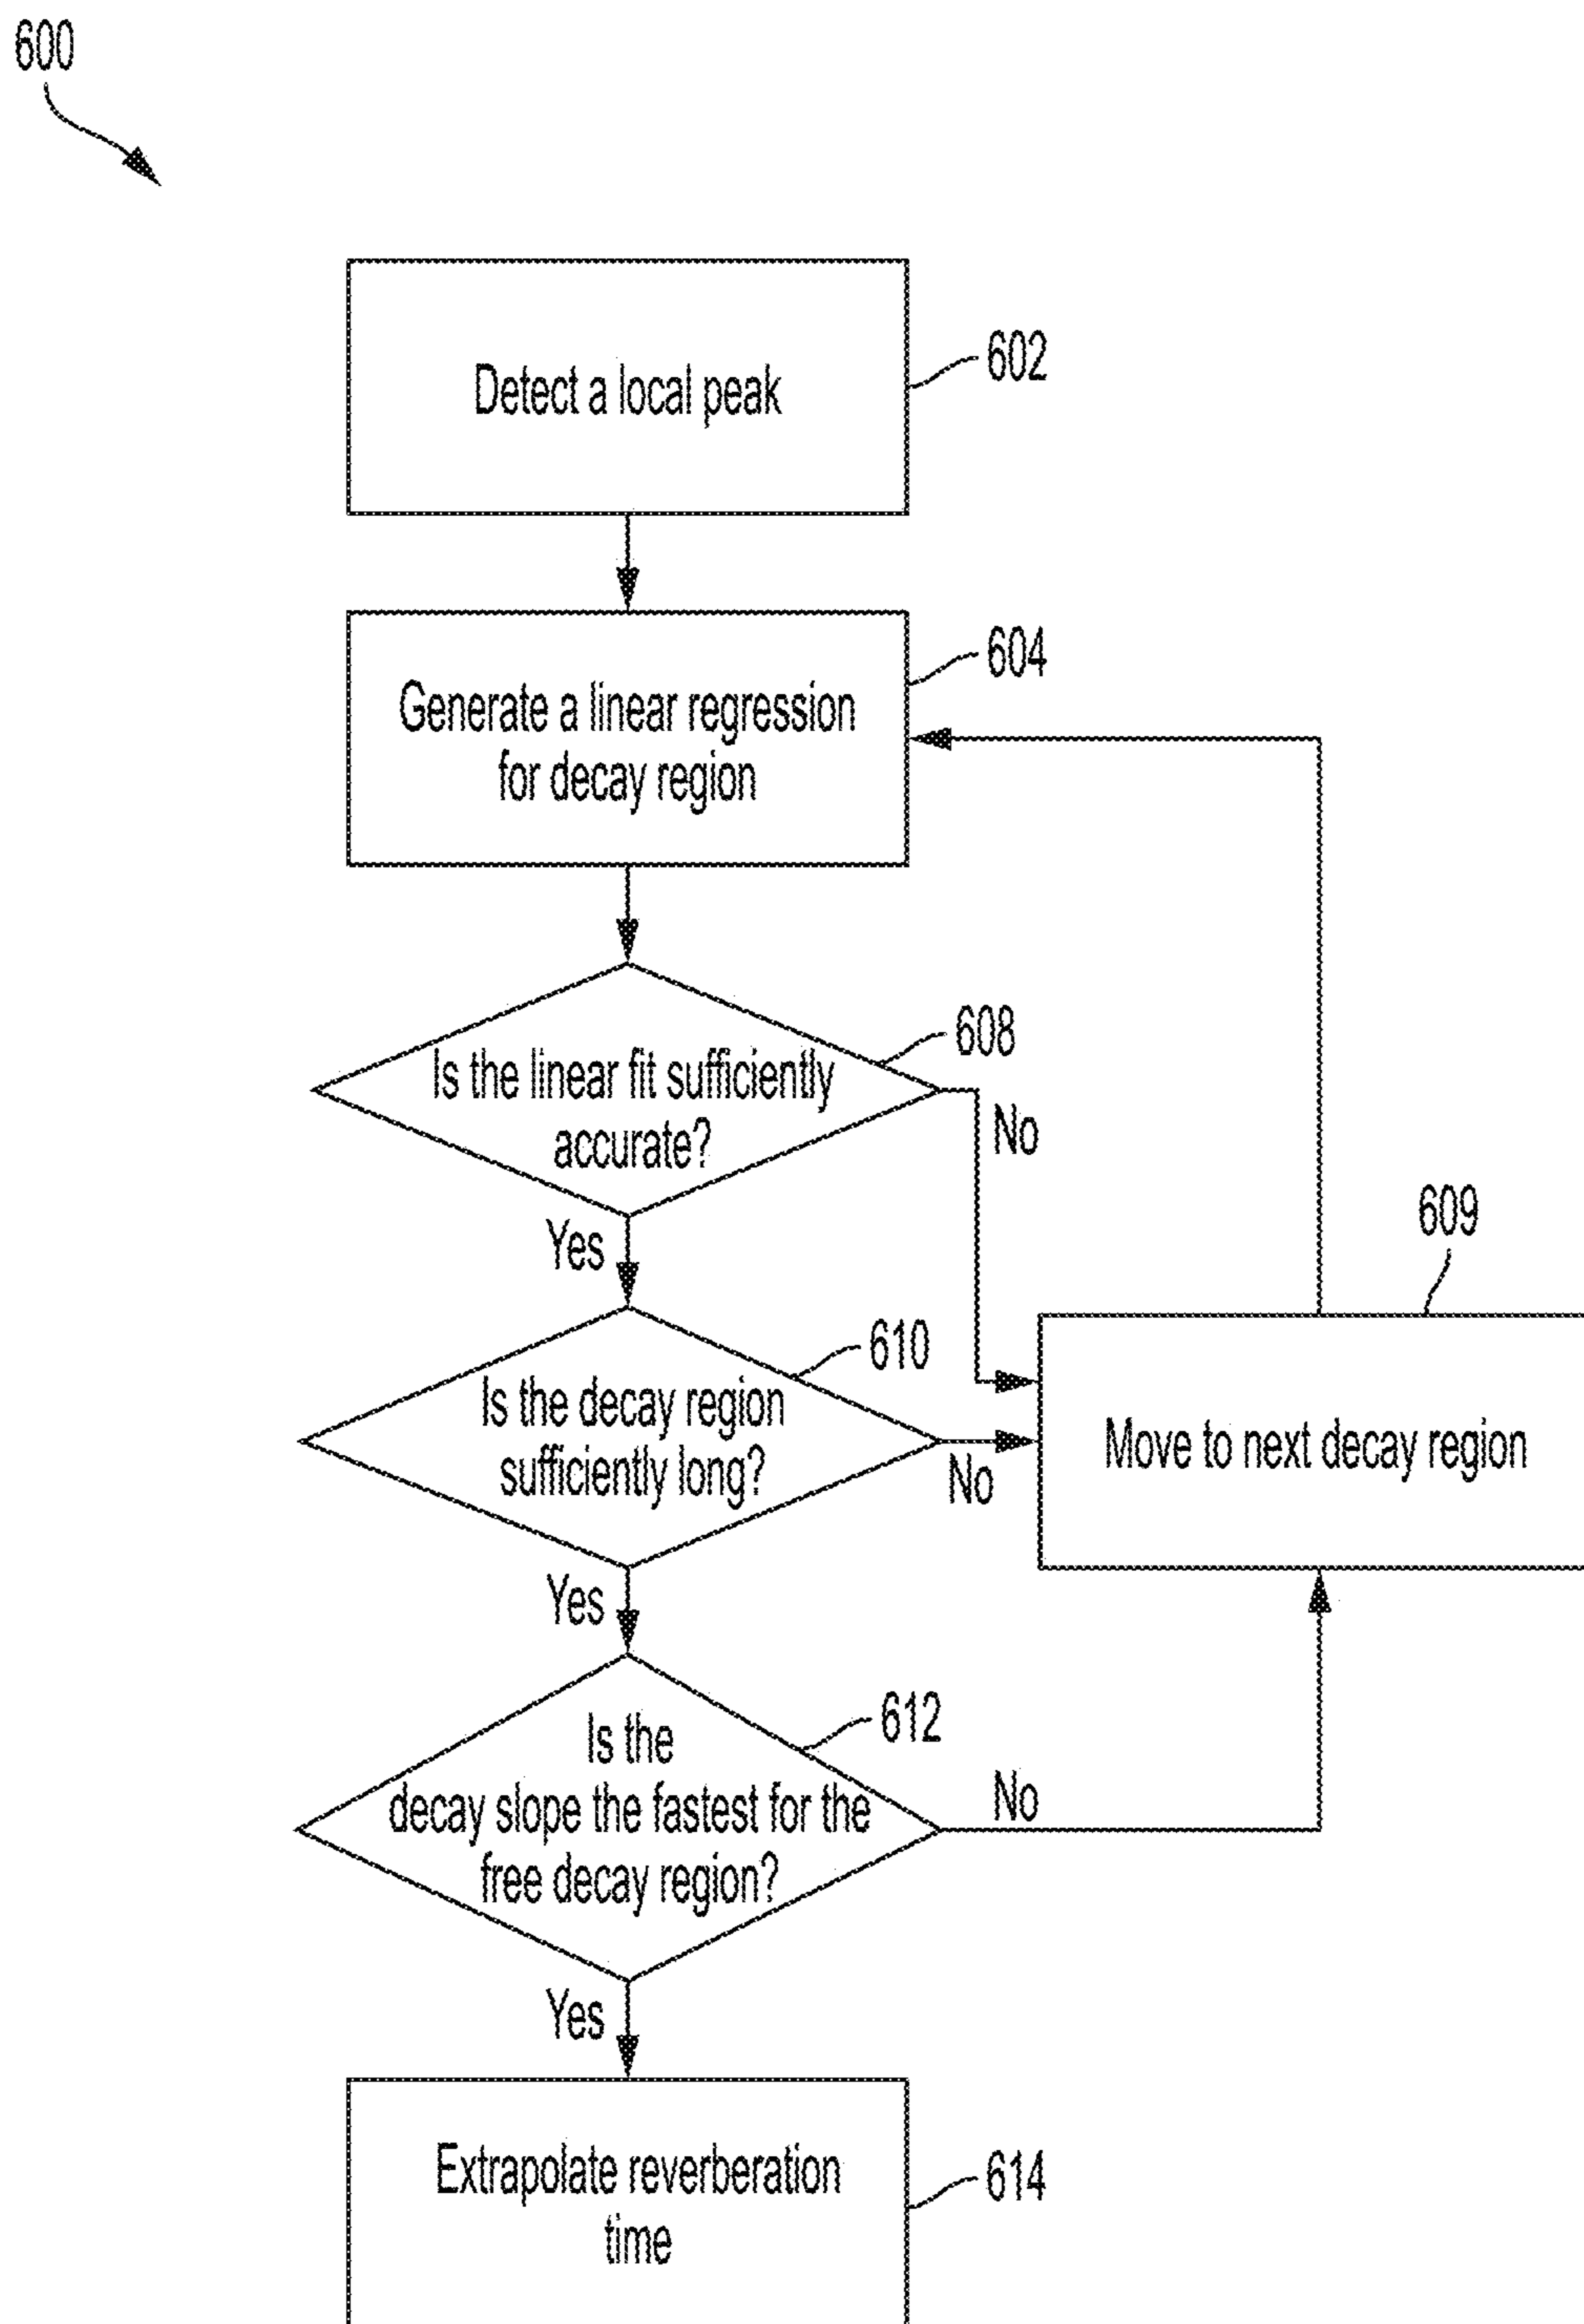 600
Detect a local peak
602
Generate a linear regression
for decay region
604
Is the linear fit sufficiently
accurate?
608
No
Yes
609
Is the decay region
sufficiently long?
610
No
Move to next decay region
Yes
Is the
decay slope the fastest for the
free decay region?
612
No
Yes
Extrapolate reverberation
time
614